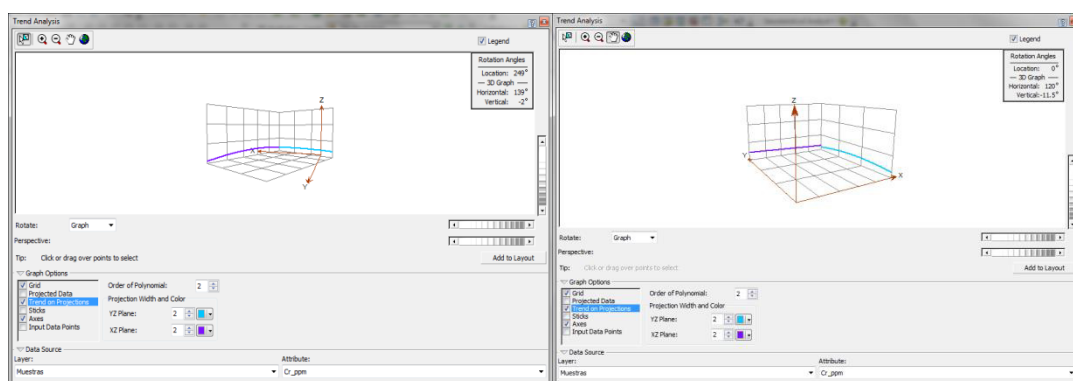 Trend Analysis
Legend
Rotation Angles
Location: 249°
3D Graph
Horizontal: 139°
Vertical: -2°
Z
X
Y
Rotate: Graph
Perspective:
Tip: Click or drag over points to select
Add to Layout
Graph Options
Grid
Projected Data
Trend on Projections
Sticks
Axes
Input Data Points
Order of Polynomial: 2
Projection Width and Color
YZ Plane: 2
XZ Plane: 2
Data Source
Layer: Attribute:
Muestras Cr_ppm
Trend Analysis
Legend
Rotation Angles
Location: 0°
3D Graph
Horizontal: 120°
Vertical:-11.5°
Z
Y
X
Rotate: Graph
Perspective:
Tip: Click or drag over points to select
Add to Layout
Graph Options
Grid
Projected Data
Trend on Projections
Sticks
Axes
Input Data Points
Order of Polynomial: 2
Projection Width and Color
YZ Plane: 2
XZ Plane: 2
Data Source
Layer: Attribute:
Muestras Cr_ppm